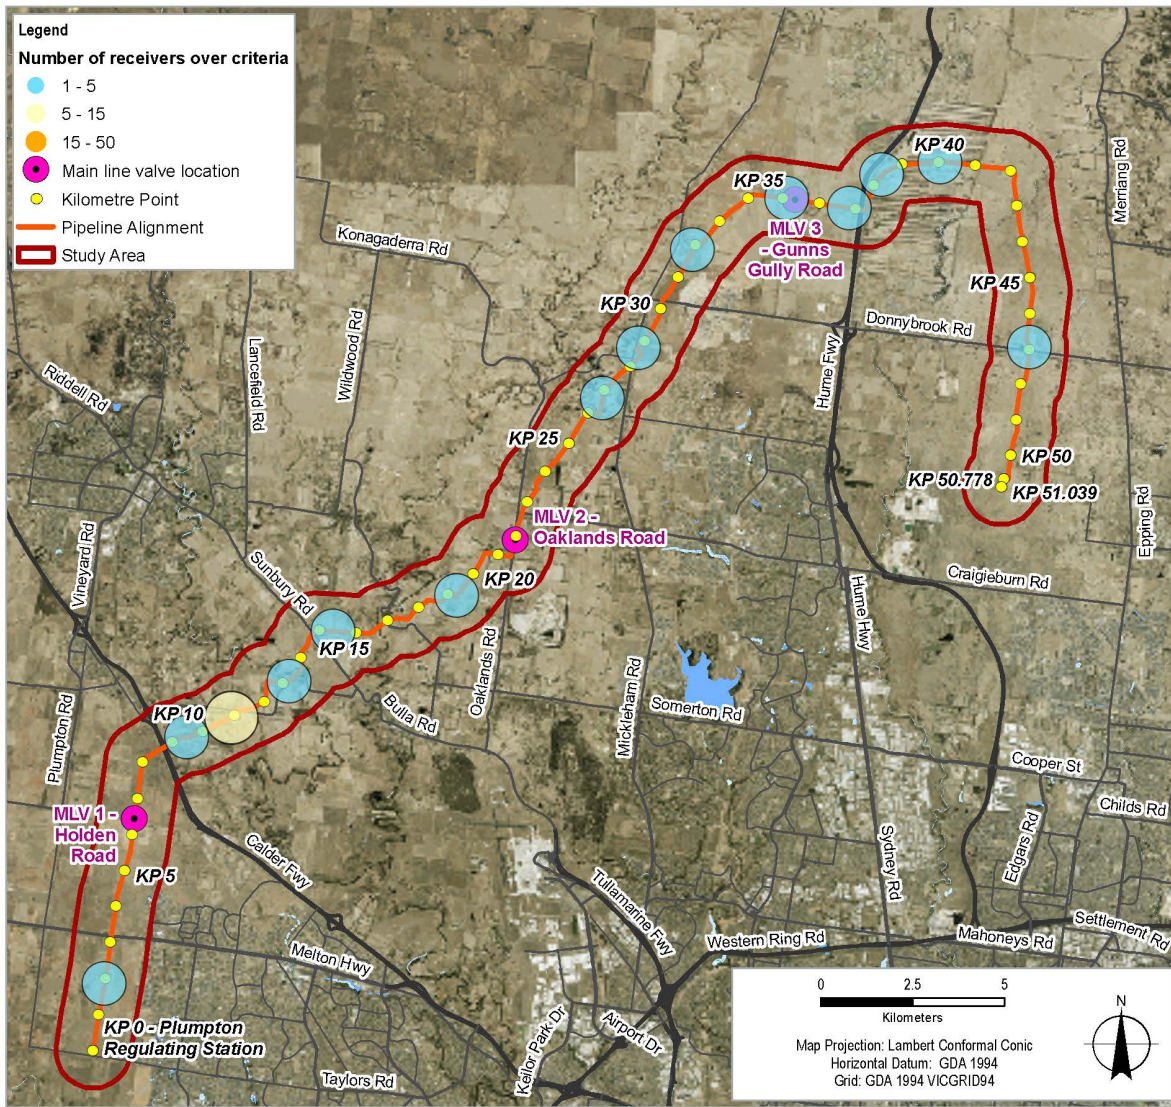 Legend
Number of receivers over criteria
1 - 5
5 - 15
15 - 50
Main line valve location
Kilometre Point
Pipeline Alignment
Study Area
KP 40
Merriang Rd
KP 35
MLV 3
- Gunns
Gully Road
Konagaderra Rd
KP 45
KP 30
Donnybrook Rd
Wildwood Rd
Lancefield Rd
Hume Fwy
Riddell Rd
KP 25
KP 50
KP 50.778
KP 51.039
MLV 2 -
Oaklands Road
Epping Rd
Vineyard Rd
Sunbury Rd
KP 20
Craigieburn Rd
Hume Hwy
KP 15
Oaklands Rd
Mickleham Rd
KP 10
Bulla Rd
Somerton Rd
Plumpton Rd
Cooper St
MLV 1 -
Holden
Road
Childs Rd
Edgars Rd
Sydney Rd
KP 5
Calder Fwy
Tullamarine Fwy
Settlement Rd
Western Ring Rd
Mahoneys Rd
Melton Hwy
KP 0 - Plumpton
Regulating Station
Keilor Park Dr
Airport Dr
Taylors Rd
0 2.5 5
Kilometers
N
Map Projection: Lambert Conformal Conic
Horizontal Datum: GDA 1994
Grid: GDA 1994 VICGRID94